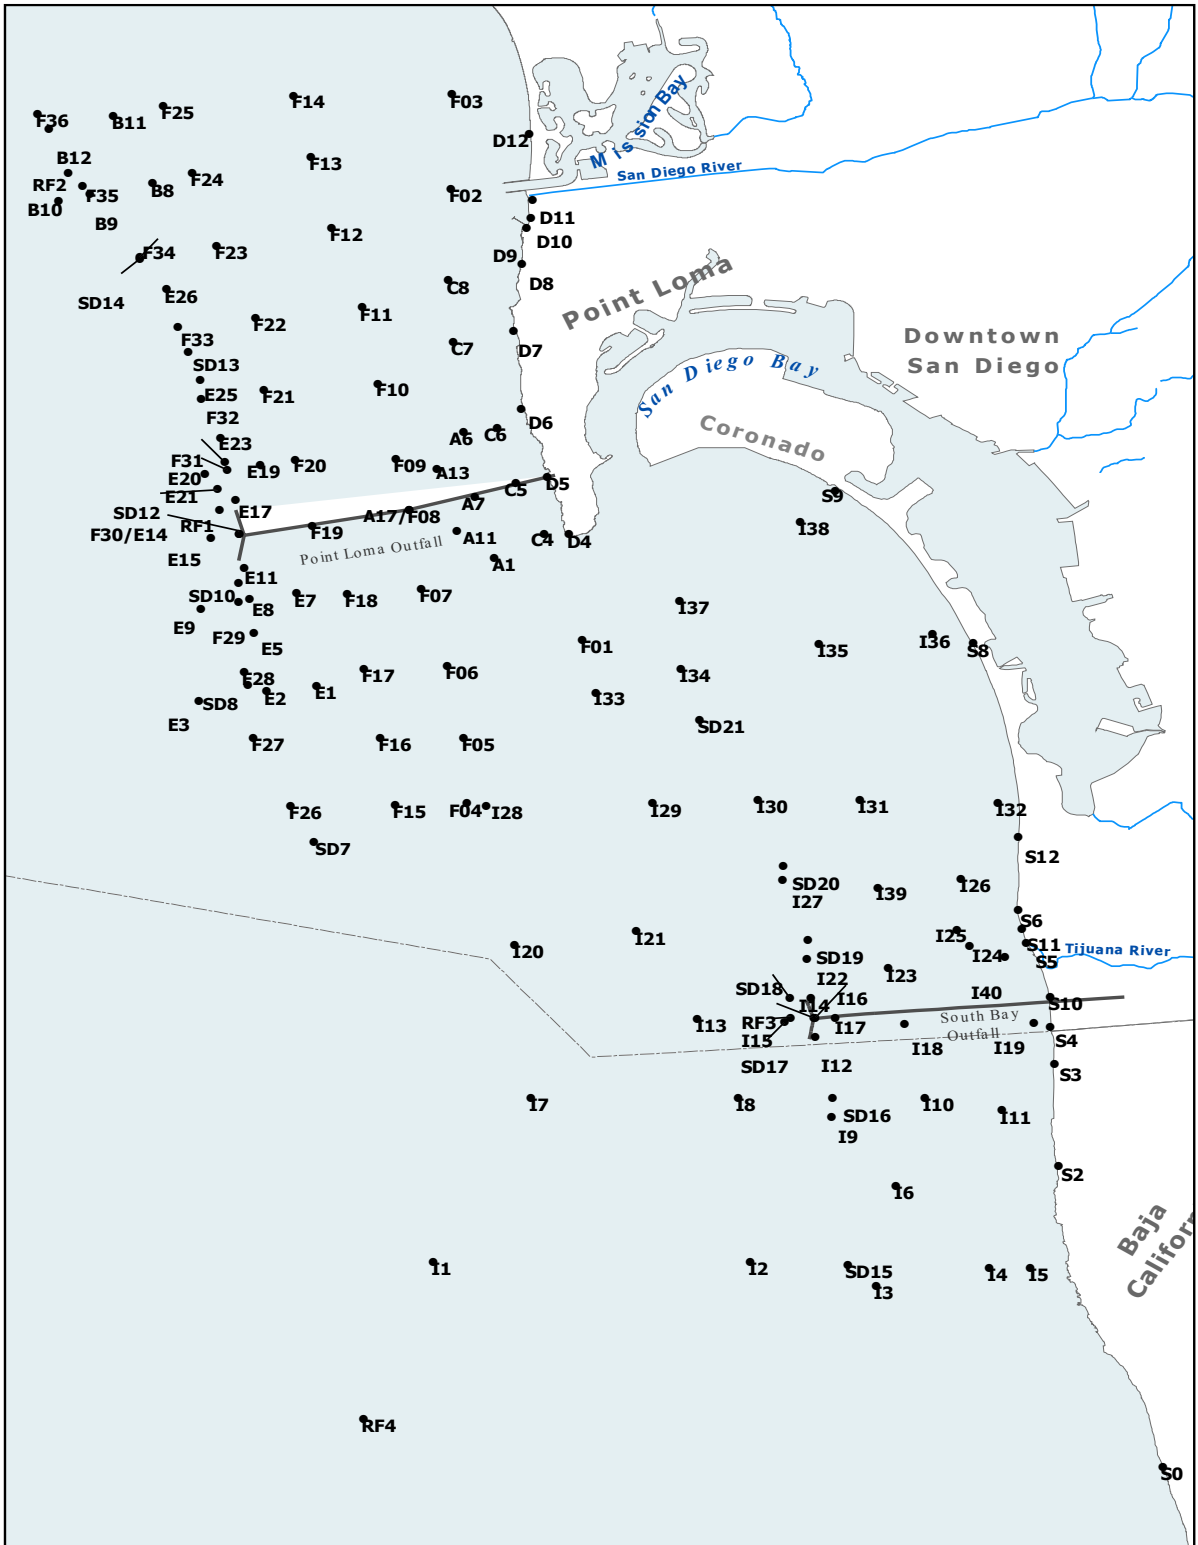 F14
F03
F25
F36
B11
Mission Bay
D12
F13
B12
San Diego River
F24
RF2
B8
F35
F02
B10
D11
B9
F12
D10
F34
F23
D9
D8
Point Loma
C8
E26
SD14
F11
F22
Downtown
San Diego
F33
D7
C7
San Diego Bay
SD13
F10
E25
F21
F32
D6
Coronado
C6
A6
E23
F31
F20
F09
E19
A13
E20
D5
C5
S9
E21
A7
E17
SD12
A17/F08
RF1
I38
F30/E14
F19
A11
C4
D4
Point Loma Outfall
E15
A1
E11
SD10
F07
E7
F18
E8
I37
E9
F29
I36
E5
F01
I35
S8
F06
E28
F17
I34
E1
E2
I33
SD8
E3
SD21
F27
F16
F05
I30
I31
F26
F15
F04
I28
I29
I32
SD7
S12
SD20
I26
I39
I27
S6
I25
I21
S11
Tijuana River
I20
I24
S5
SD19
I23
I22
SD18
I40
I16
I14
S10
South Bay
RF3
I13
I17
Outfall
I15
S4
I18
I19
SD17
I12
S3
I7
I8
I10
SD16
I11
I9
S2
I6
Baja
Californ
I1
I2
SD15
I4
I5
I3
RF4
S0